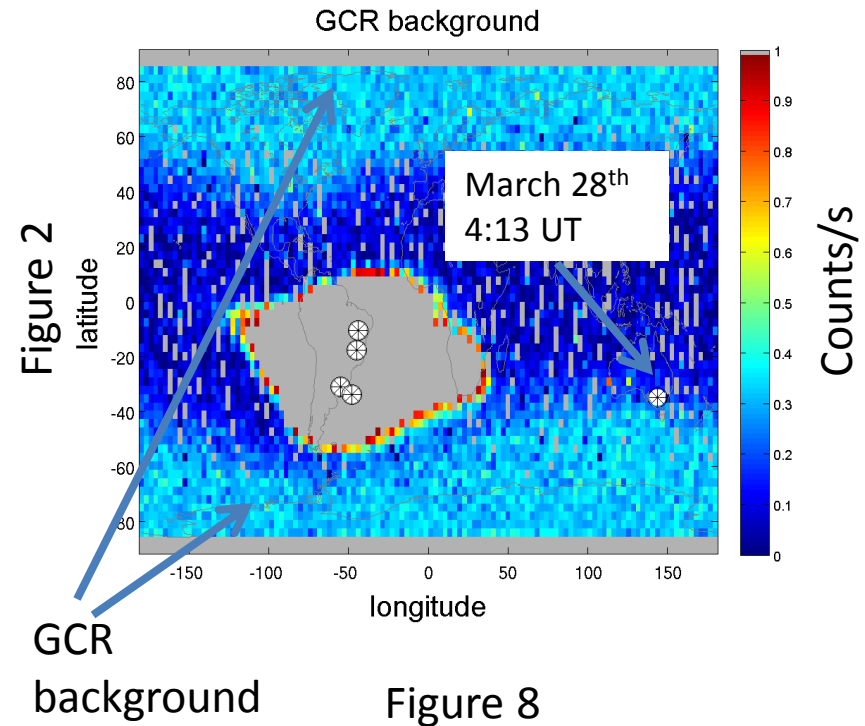 GCR background
Figure 2
latitude
80
60
40
20
0
-20
-40
-60
80
March 28th
4:13 UT
-150
-100
-50
0
50
100
150
longitude
1
0.9
0.8
0.7
0.6
0.5
0.4
0.3
0.2
0.1
0
Counts/s
GCR
background
Figure 8